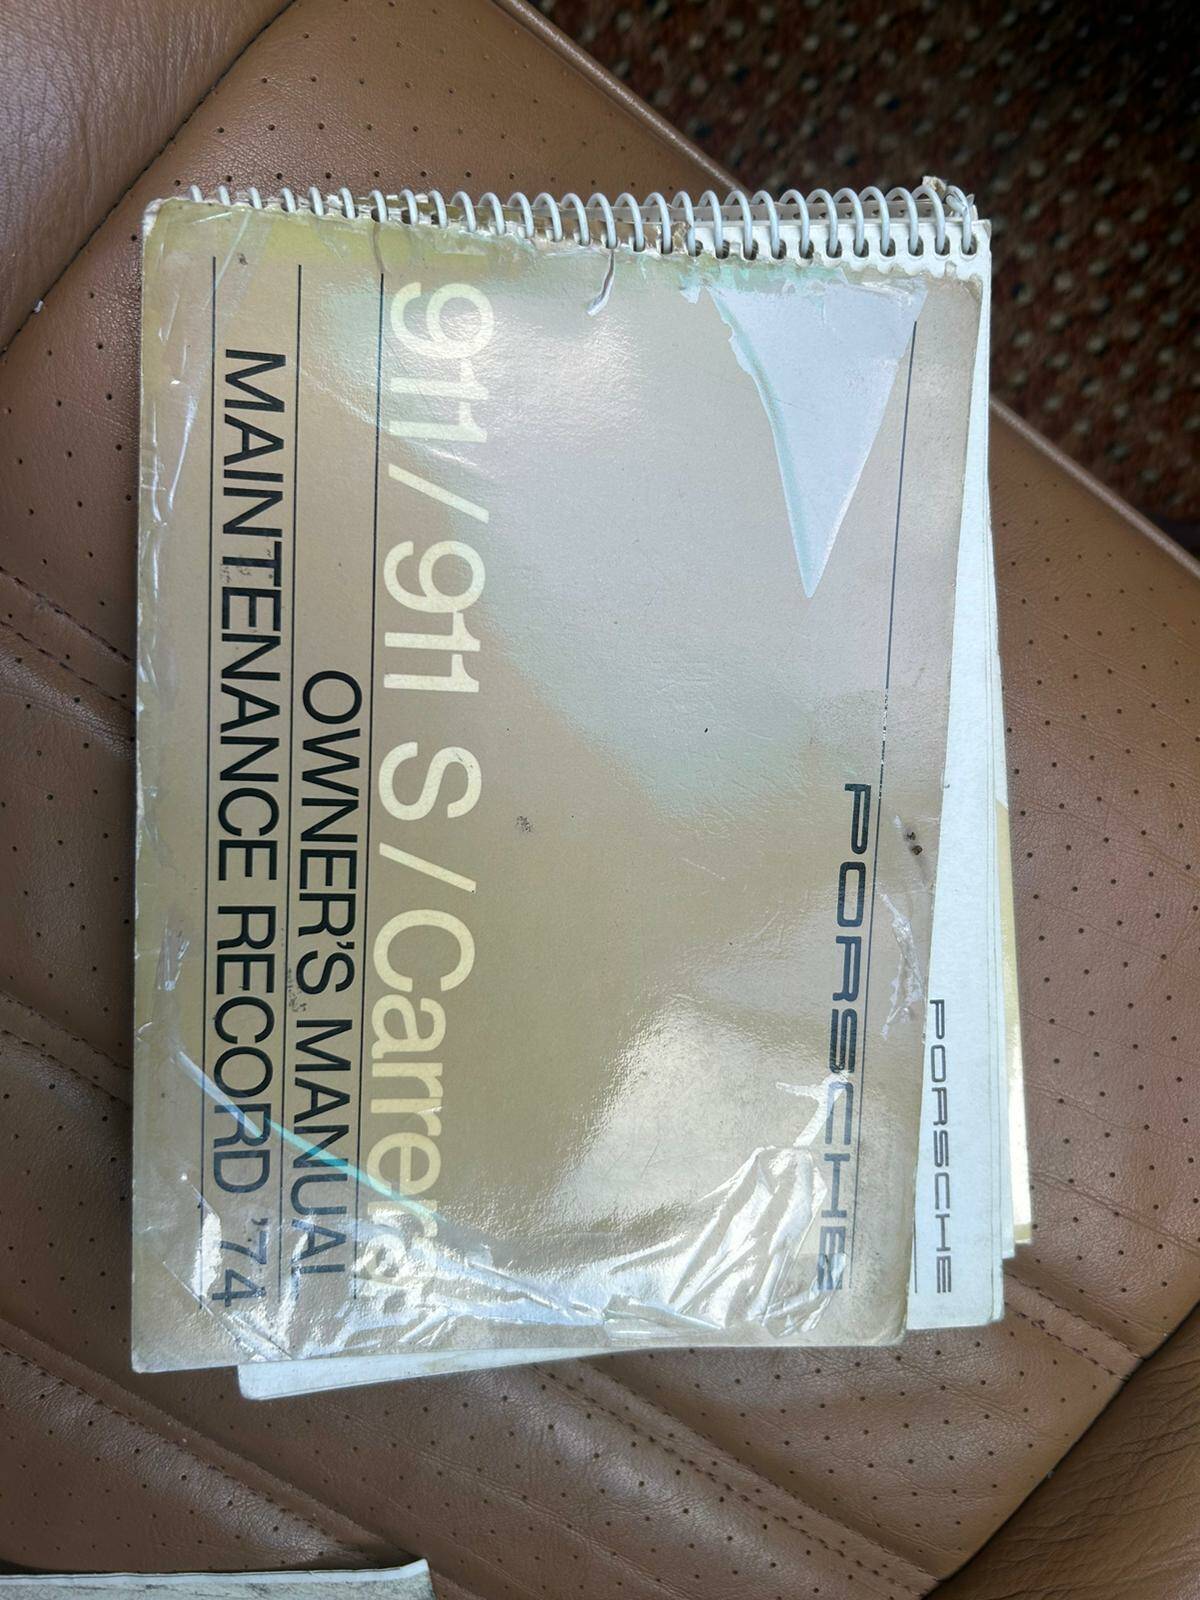 PORSCHE
911/911 S/Carrera
OWNER'S MANUAL
MAINTENANCE RECORD '74
PORSCHE